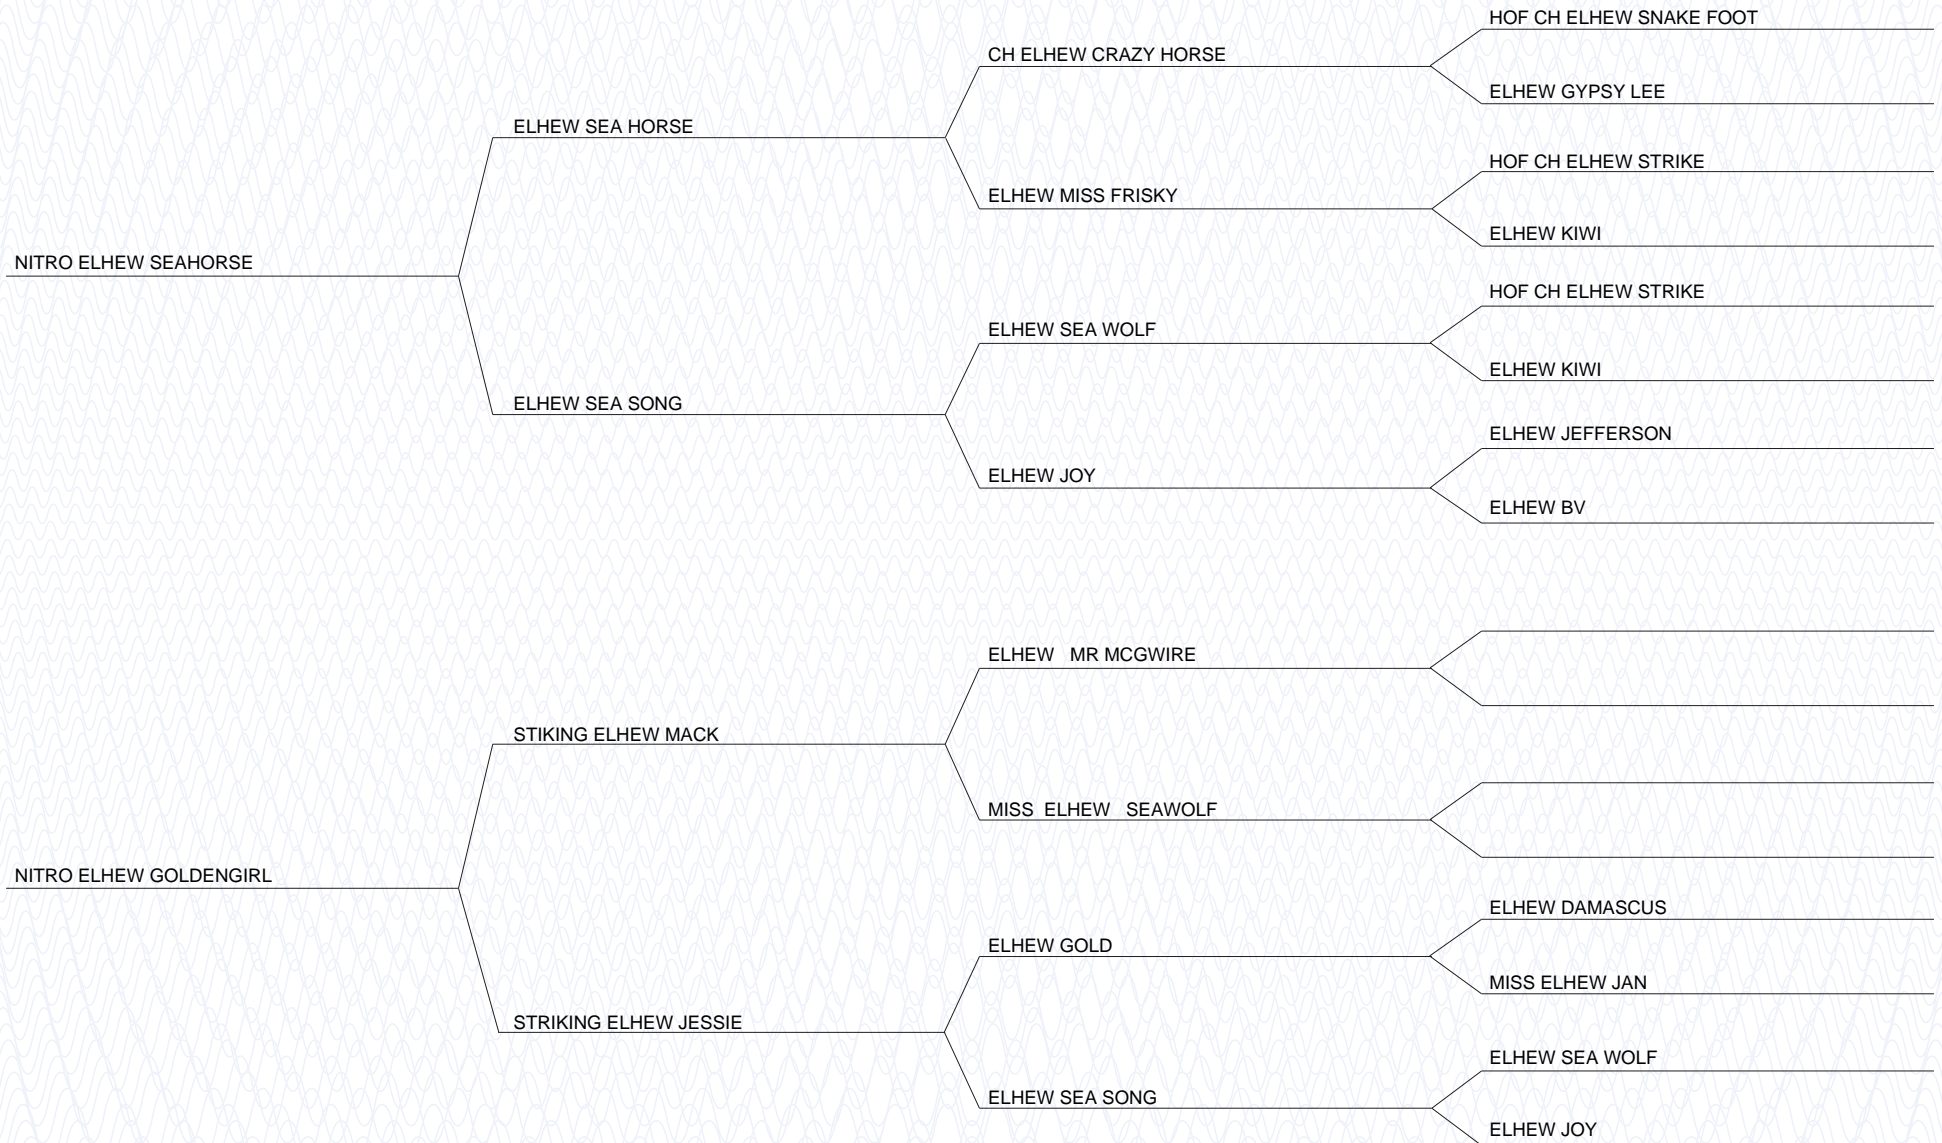 HOF CH ELHEW SNAKE FOOT
CH ELHEW CRAZY HORSE
ELHEW GYPSY LEE
ELHEW SEA HORSE
HOF CH ELHEW STRIKE
ELHEW MISS FRISKY
ELHEW KIWI
NITRO ELHEW SEAHORSE
HOF CH ELHEW STRIKE
ELHEW SEA WOLF
ELHEW KIWI
ELHEW SEA SONG
ELHEW JEFFERSON
ELHEW JOY
ELHEW BV
ELHEW MR MCGWIRE
STIKING ELHEW MACK
MISS ELHEW SEAWOLF
NITRO ELHEW GOLDENGIRL
ELHEW DAMASCUS
ELHEW GOLD
MISS ELHEW JAN
STRIKING ELHEW JESSIE
ELHEW SEA WOLF
ELHEW SEA SONG
ELHEW JOY